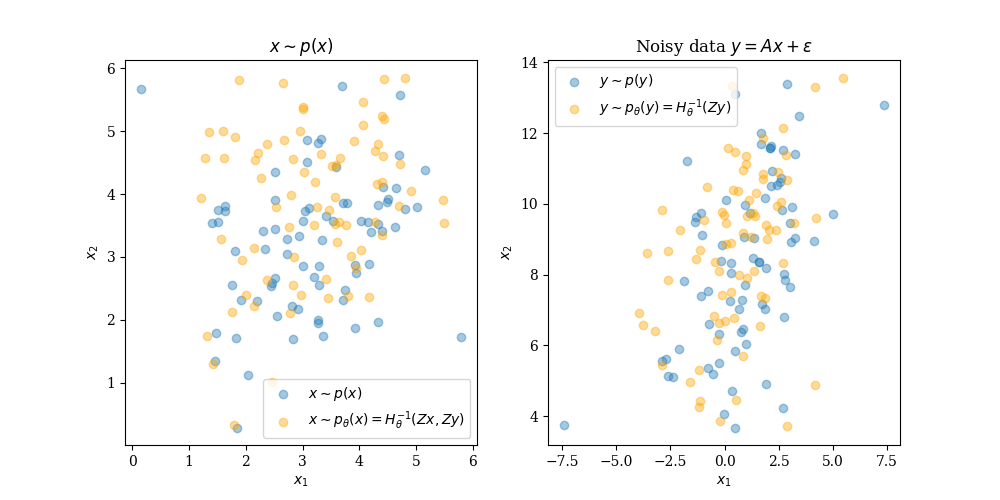 x ∼ p(x)
6
5
4
3
2
1
x₂
0 1 2 3 4 5 6
x₁
x ∼ p(x)
x ∼ p_θ(x) = H_θ^{-1}(Zx, Zy)
Noisy data y = Ax + ε
14
12
10
8
6
4
x₂
−7.5 −5.0 −2.5 0.0 2.5 5.0 7.5
x₁
y ∼ p(y)
y ∼ p_θ(y) = H_θ^{-1}(Zy)